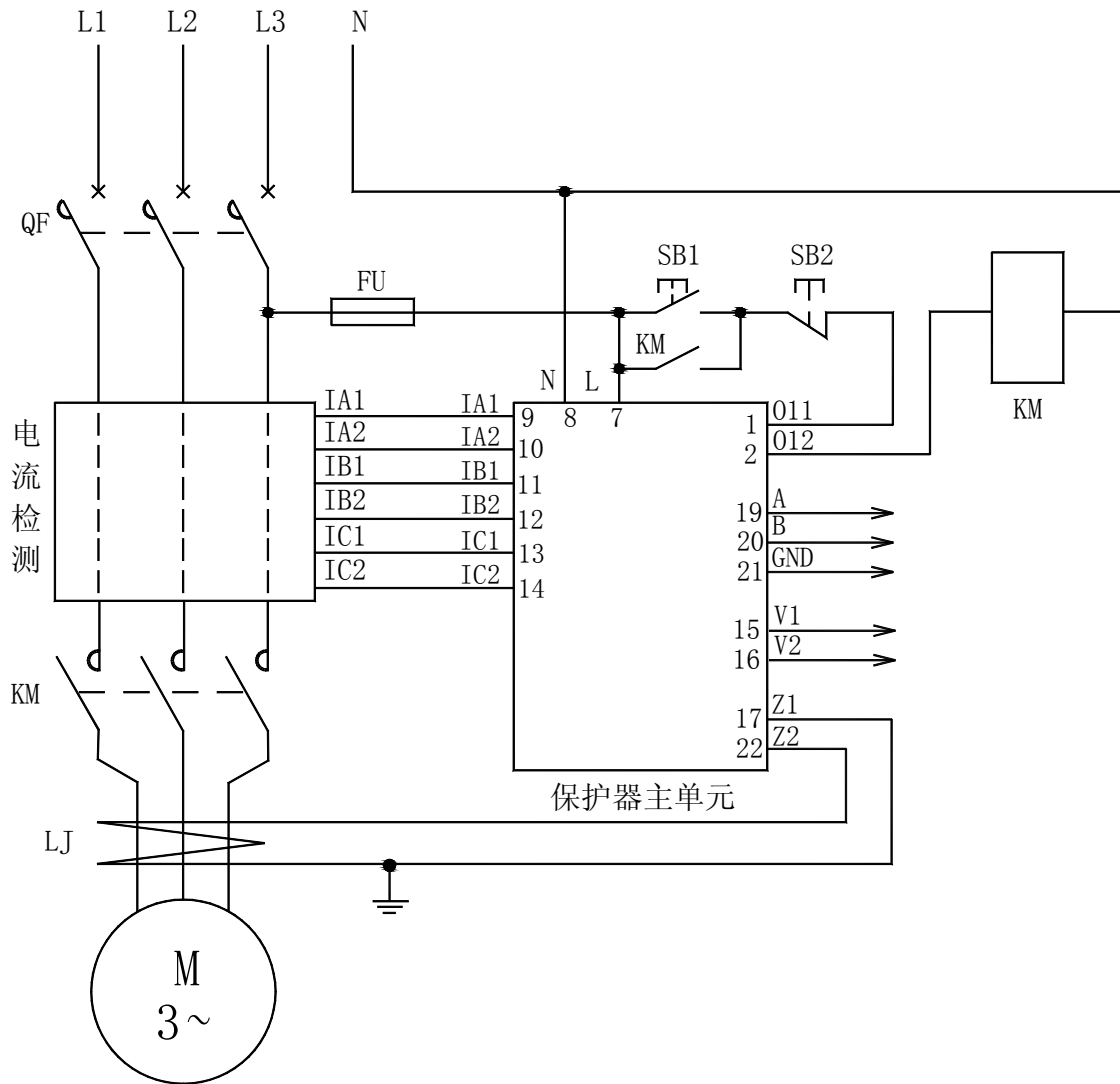 L1 L2 L3 N
QF
FU
SB1 SB2
KM
N L
KM
电流检测
IA1 IA1 9 8 7
IA2 IA2 10
IB1 IB1 11
IB2 IB2 12
IC1 IC1 13
IC2 IC2 14
1 O11
2 O12
19 A
20 B
21 GND
15 V1
16 V2
17 Z1
22 Z2
KM
保护器主单元
LJ
M
3~